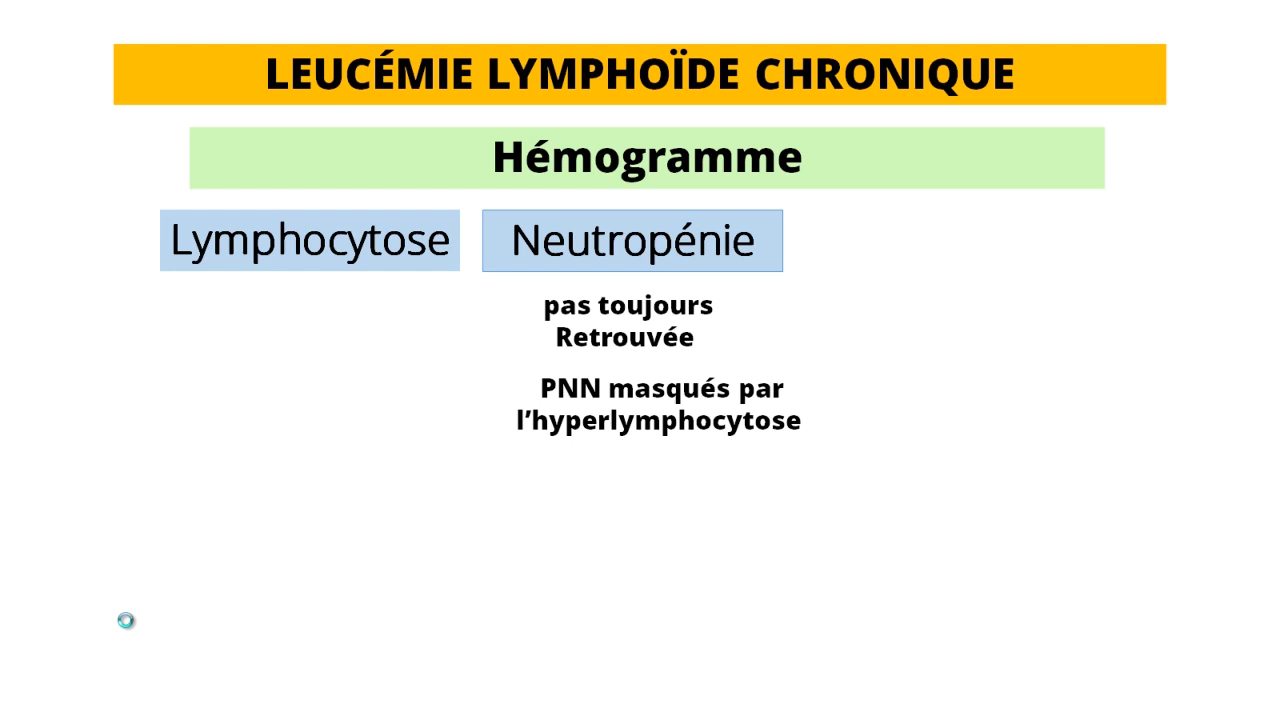 LEUCÉMIE LYMPHOÏDE CHRONIQUE
Hémogramme
Lymphocytose
Neutropénie
pas toujours
Retrouvée
PNN masqués par
l’hyperlymphocytose